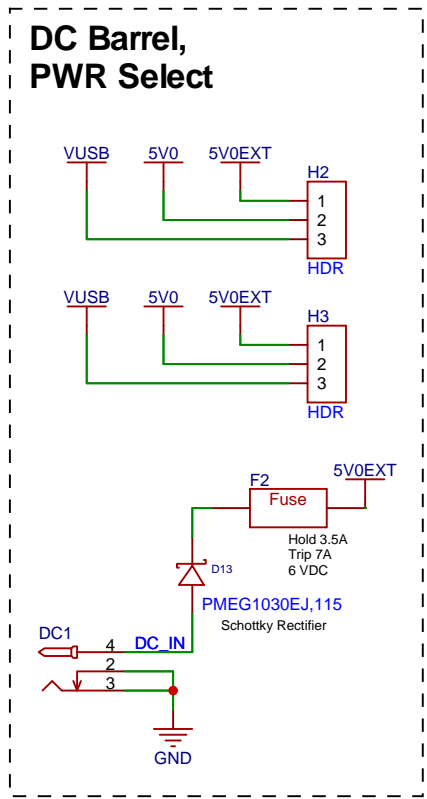 DC Barrel,
PWR Select
VUSB 5V0 5V0EXT
H2
1
2
3
HDR
VUSB 5V0 5V0EXT
H3
1
2
3
HDR
5V0EXT
F2
Fuse
Hold 3.5A
Trip 7A
6 VDC
D13
PMEG1030EJ,115
Schottky Rectifier
DC1
4 DC_IN
2
3
GND